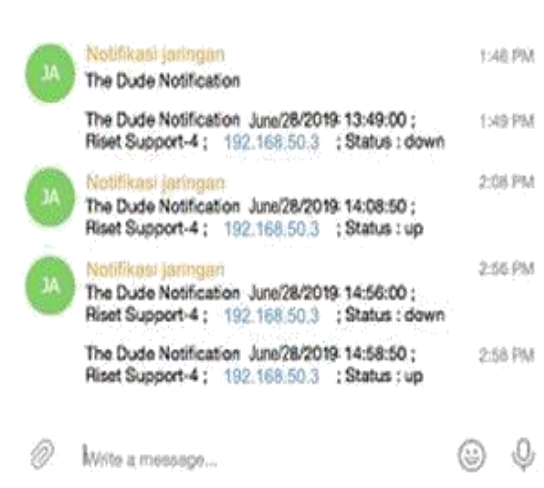 JA
Notifikasi jaringan
1:46 PM
The Dude Notification
The Dude Notification June/28/2019 13:49:00 ;
1:49 PM
Riset Support-4 ; 192.168.50.3 ; Status : down
JA
Notifikasi jaringan
2:08 PM
The Dude Notification June/28/2019 14:08:50 ;
Riset Support-4 ; 192.168.50.3 ; Status : up
JA
Notifikasi jaringan
2:56 PM
The Dude Notification June/28/2019 14:56:00 ;
Riset Support-4 ; 192.168.50.3 ; Status : down
The Dude Notification June/28/2019 14:58:50 ;
2:58 PM
Riset Support-4 ; 192.168.50.3 ; Status : up
Write a message...